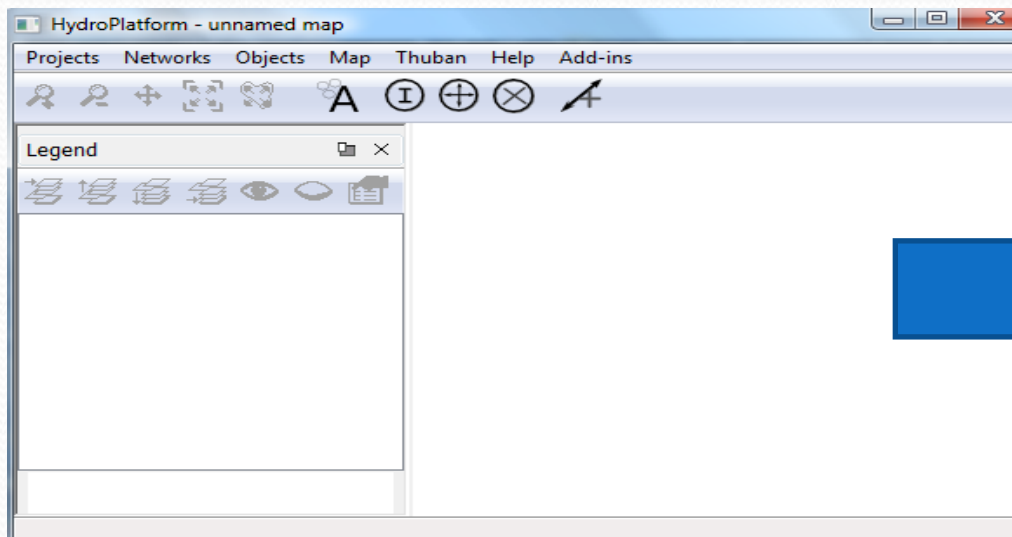 HydroPlatform - unnamed map
Projects Networks Objects Map Thuban Help Add-ins
A I
Legend